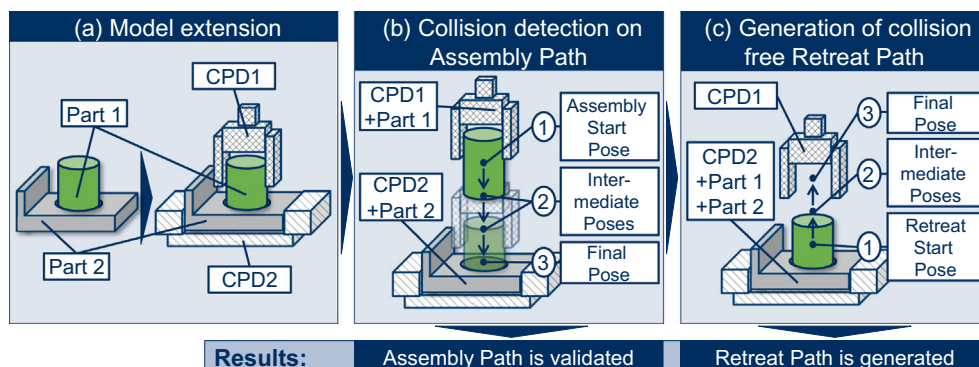 (a) Model extension
CPD1
Part 1
Part 2
CPD2
(b) Collision detection on
Assembly Path
CPD1
+Part 1
CPD2
+Part 2
1
Assembly
Start
Pose
2
Inter-
mediate
Poses
3
Final
Pose
(c) Generation of collision
free Retreat Path
CPD1
CPD2
+Part 1
+Part 2
3
Final
Pose
2
Inter-
mediate
Poses
1
Retreat
Start
Pose
Results:
Assembly Path is validated
Retreat Path is generated